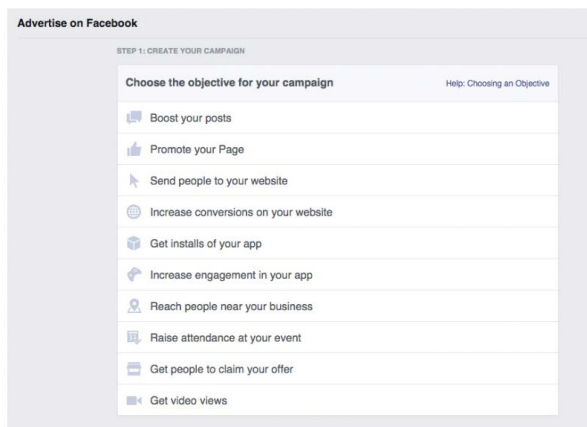 Advertise on Facebook
STEP 1: CREATE YOUR CAMPAIGN
Choose the objective for your campaign
Help: Choosing an Objective
Boost your posts
Promote your Page
Send people to your website
Increase conversions on your website
Get installs of your app
Increase engagement in your app
Reach people near your business
Raise attendance at your event
Get people to claim your offer
Get video views